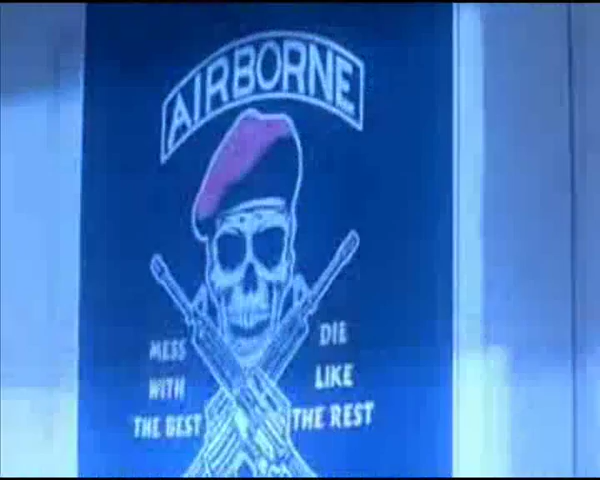 AIRBORNE
MESS
WITH
THE BEST
DIE
LIKE
THE REST